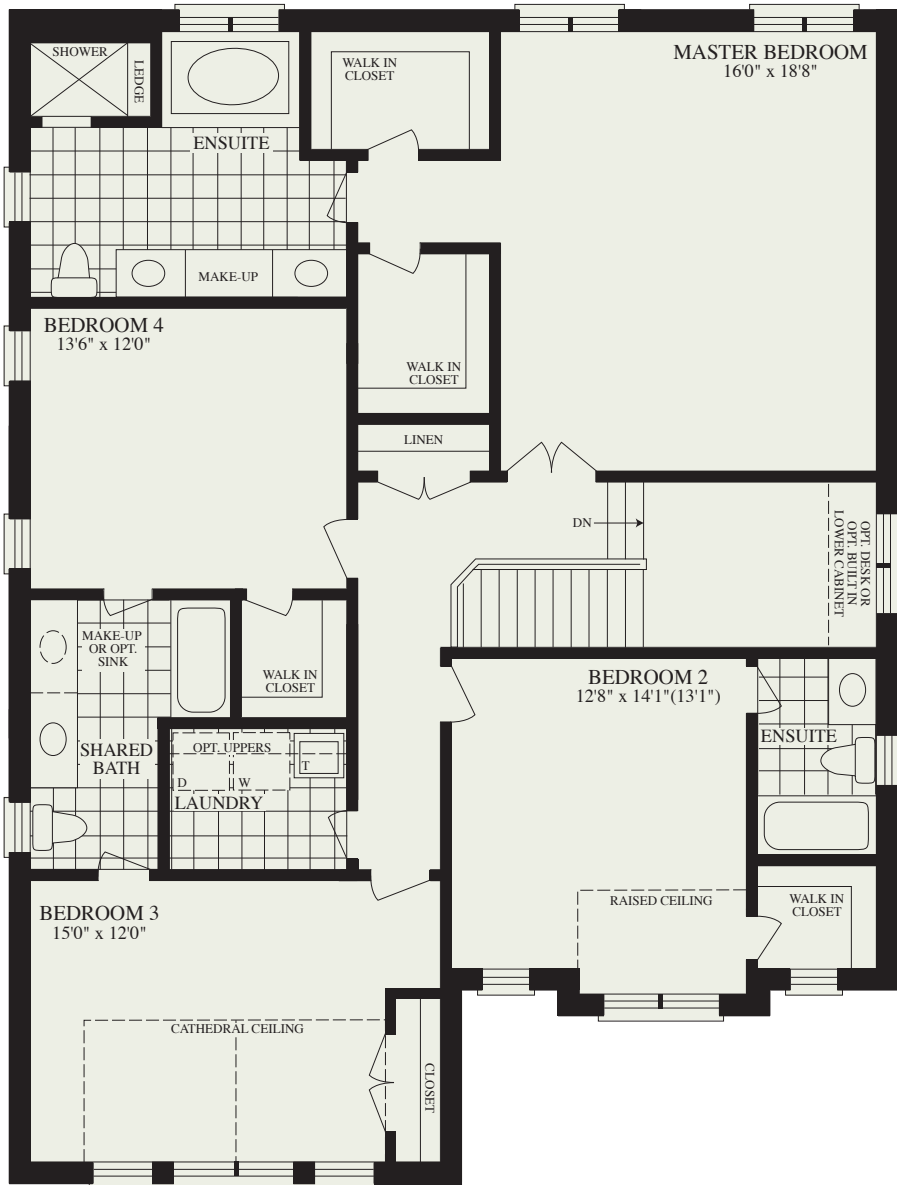 SHOWER
LEDGE
ENSUITE
WALK IN
CLOSET
MASTER BEDROOM
16'0" x 18'8"
MAKE-UP
BEDROOM 4
13'6" x 12'0"
WALK IN
CLOSET
LINEN
DN
OPT. DESK OR
OPT. BUILT IN
LOWER CABINET
MAKE-UP
OR OPT.
SINK
WALK IN
CLOSET
BEDROOM 2
12'8" x 14'1"(13'1")
ENSUITE
SHARED
BATH
OPT. UPPERS
D
W
T
LAUNDRY
RAISED CEILING
WALK IN
CLOSET
BEDROOM 3
15'0" x 12'0"
CATHEDRAL CEILING
CLOSET